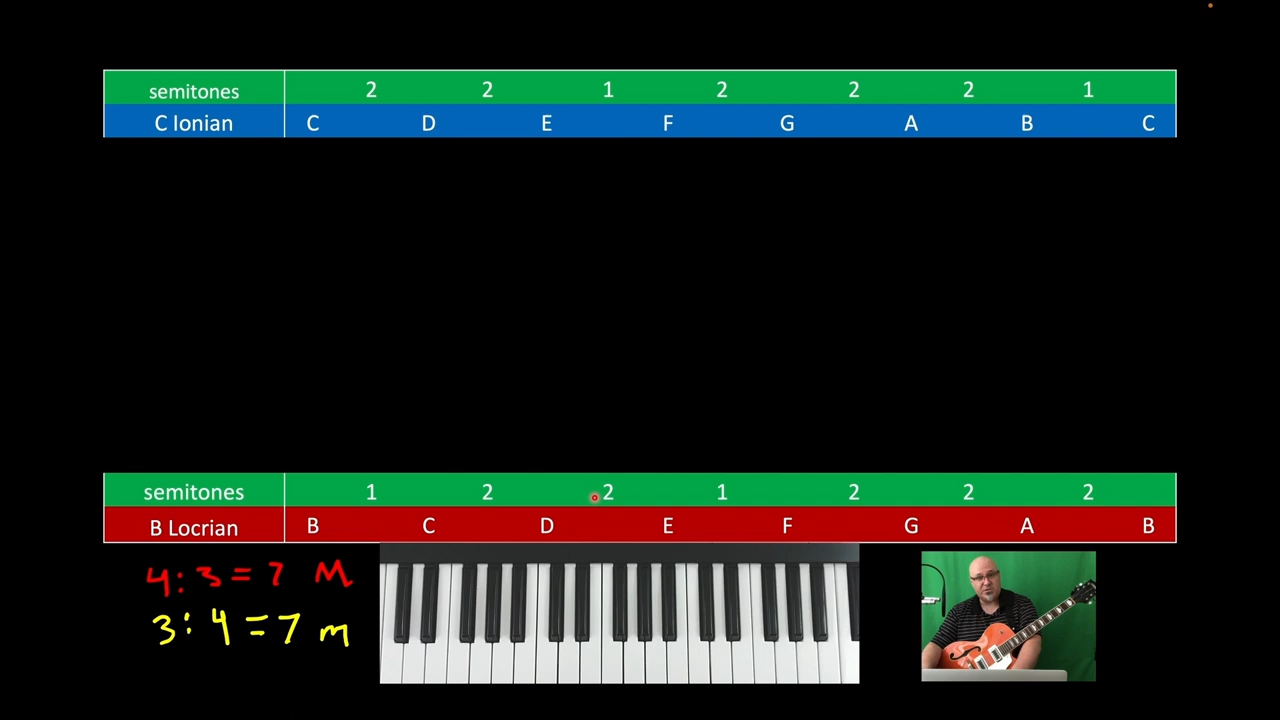 semitones 2 2 1 2 2 2 1
C Ionian C D E F G A B C
semitones 1 2 2 1 2 2 2
B Locrian B C D E F G A B
4:3=7 M
3:4=7 m